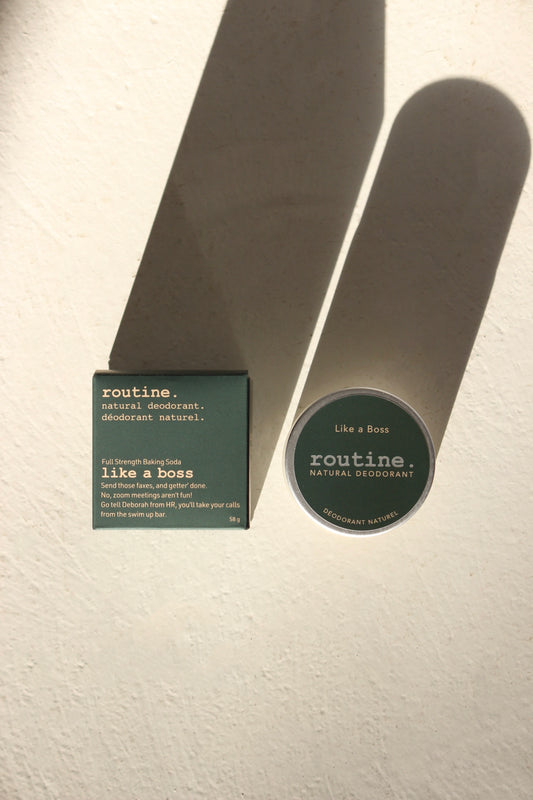 routine.
natural deodorant.
déodorant naturel.
Full Strength Baking Soda
like a boss
Send those faxes, and getter' done.
No, zoom meetings aren't fun!
Go tell Deborah from HR, you'll take your calls
from the swim up bar.
58 g
Like a Boss
routine.
NATURAL DEODORANT
DÉODORANT NATUREL